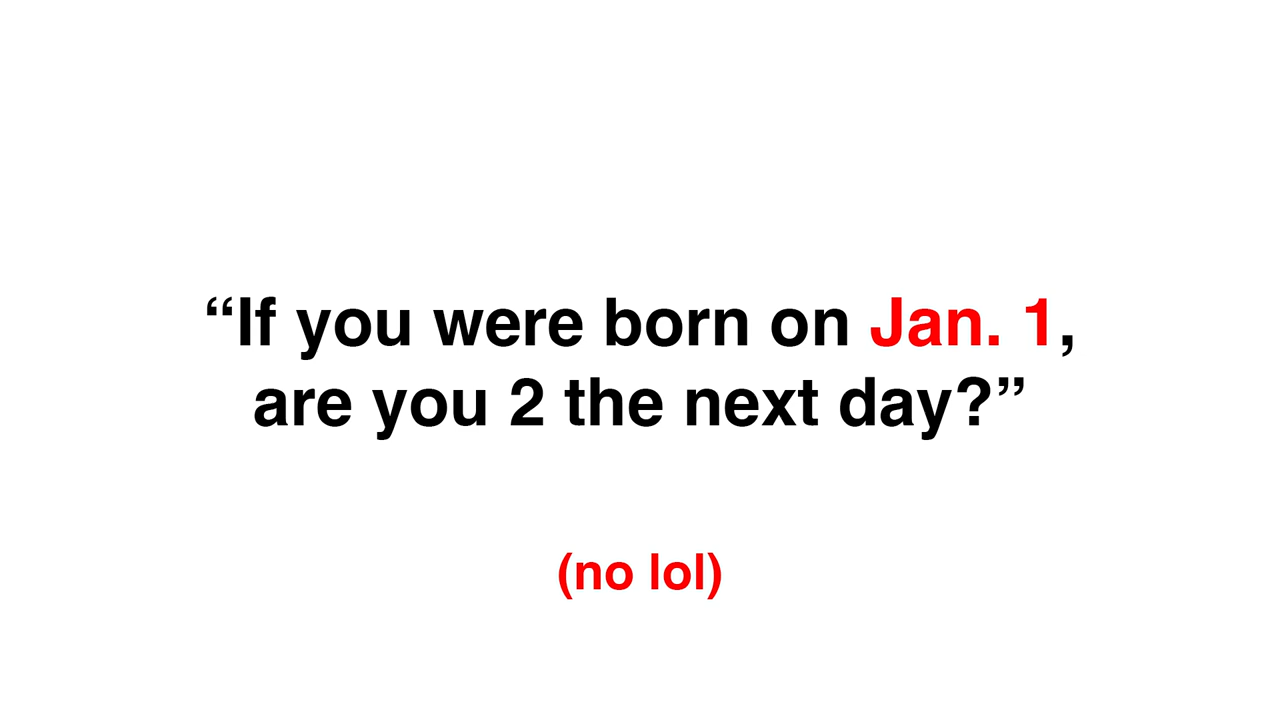 “If you were born on Jan. 1,
are you 2 the next day?”
(no lol)